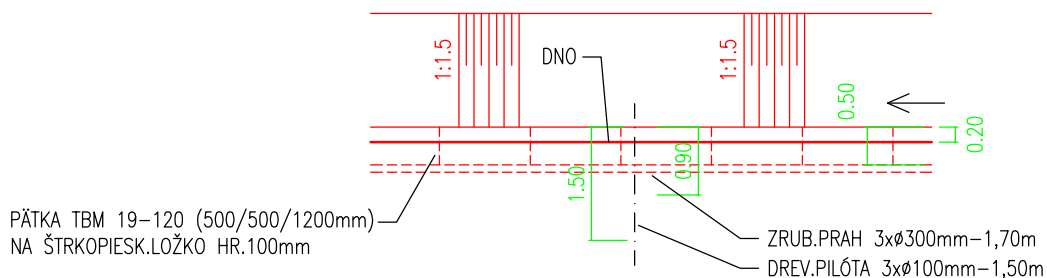 1:1.5
1:1.5
DNO
0.50
0.20
0.90
1.50
PÄTKA TBM 19-120 (500/500/1200mm)
NA ŠTRKOPIESK.LOŽKO HR.100mm
ZRUB.PRAH 3xø300mm-1,70m
DREV.PILÓTA 3xø100mm-1,50m